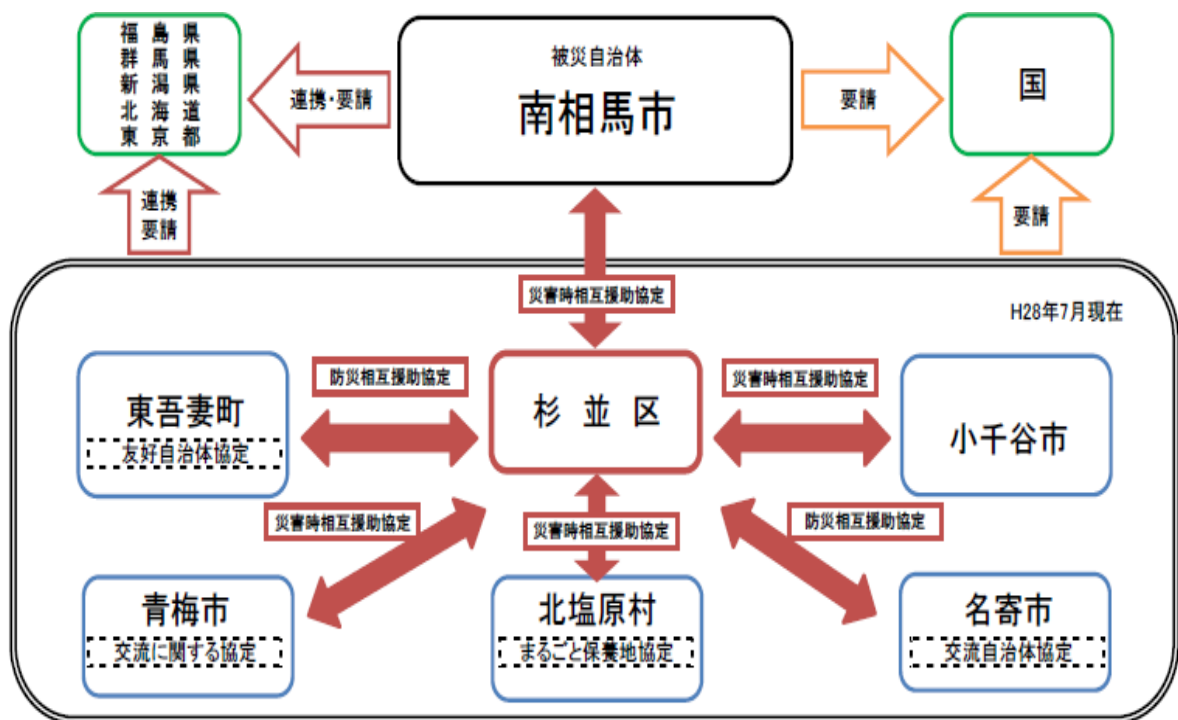 福島県
群馬県
新潟県
北海道
東京都
連携・要請
被災自治体
南相馬市
要請
国
連携
要請
要請
災害時相互援助協定
H28年7月現在
東吾妻町
友好自治体協定
防災相互援助協定
杉並区
災害時相互援助協定
小千谷市
災害時相互援助協定
災害時相互援助協定
防災相互援助協定
青梅市
交流に関する協定
北塩原村
まるごと保養地協定
名寄市
交流自治体協定